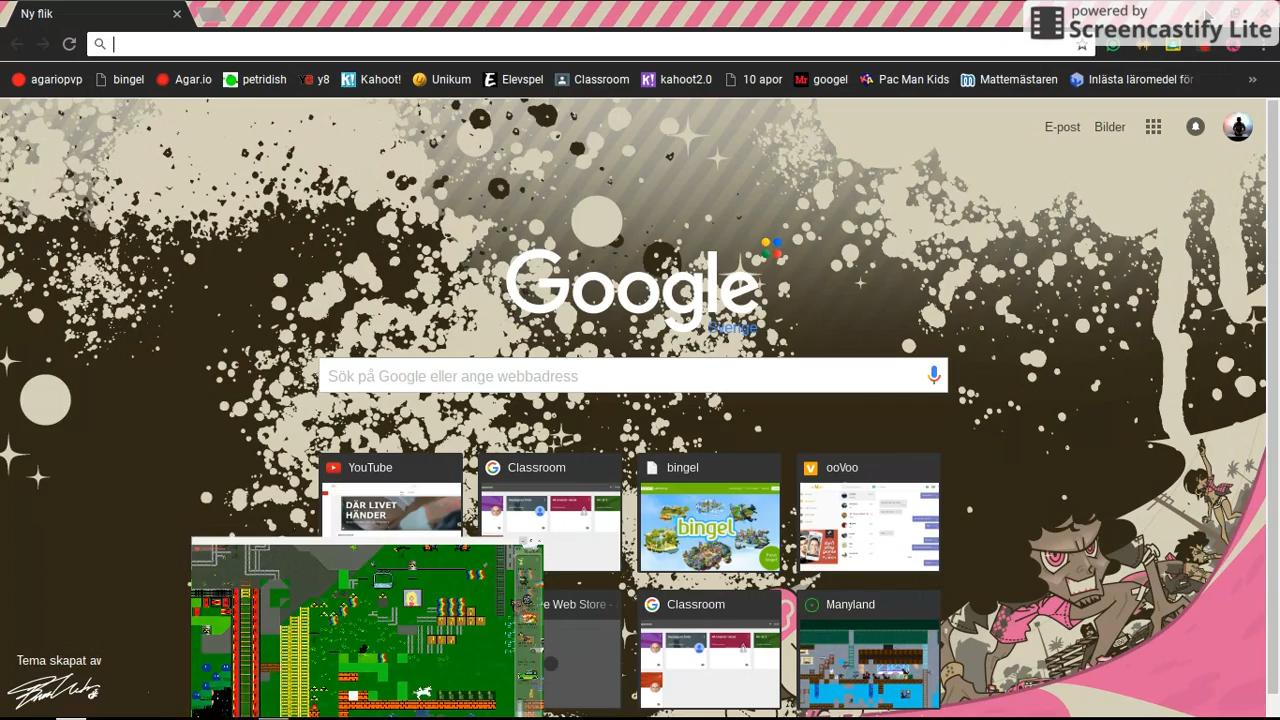 Ny flik
powered by
Screencastify Lite
agariopvp
bingel
Agar.io
petridish
y8
Kahoot!
Unikum
Elevspel
Classroom
kahoot2.0
10 apor
googel
Pac Man Kids
Mattemästaren
Inlästa läromedel för
E-post
Bilder
Google
Sverige
Sök på Google eller ange webbadress
YouTube
Classroom
bingel
ooVoo
DÄR LIVET
HÄNDER
bingel
e Web Store -
Classroom
Manyland
Tema skapat av